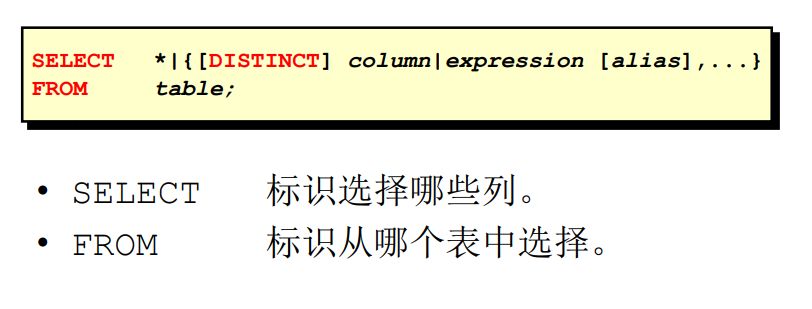 SELECT *|{[DISTINCT] column|expression [alias],...}
FROM table;
• SELECT 标识选择哪些列。
• FROM 标识从哪个表中选择。